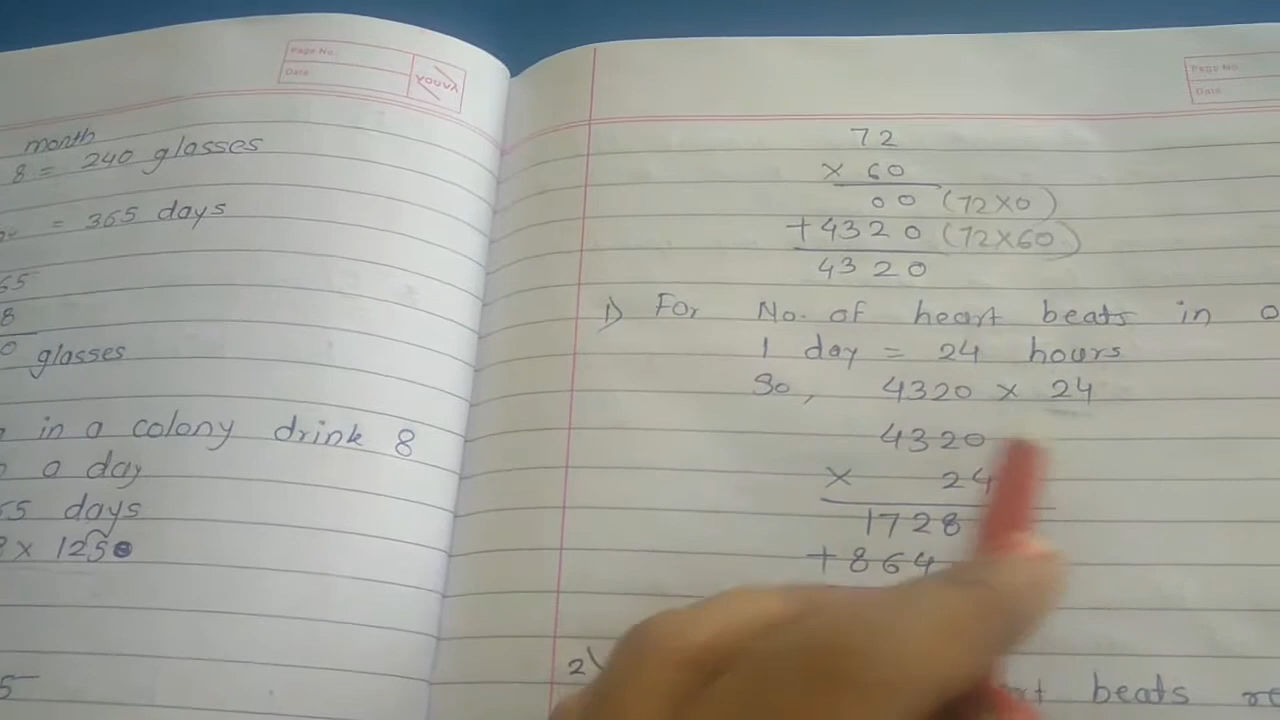 Page No.
Date
YOUVA
month
8 = 240 glasses
= 365 days
8
glasses
in a colony drink 8
a day
days
x 125
Page No.
Date
72
x 60
00 (72x0)
+4320 (72x60)
4320
1) For No. of heart beats in
1 day = 24 hours
So, 4320 x 24
4320
x 24
1728
+864
2)
beats